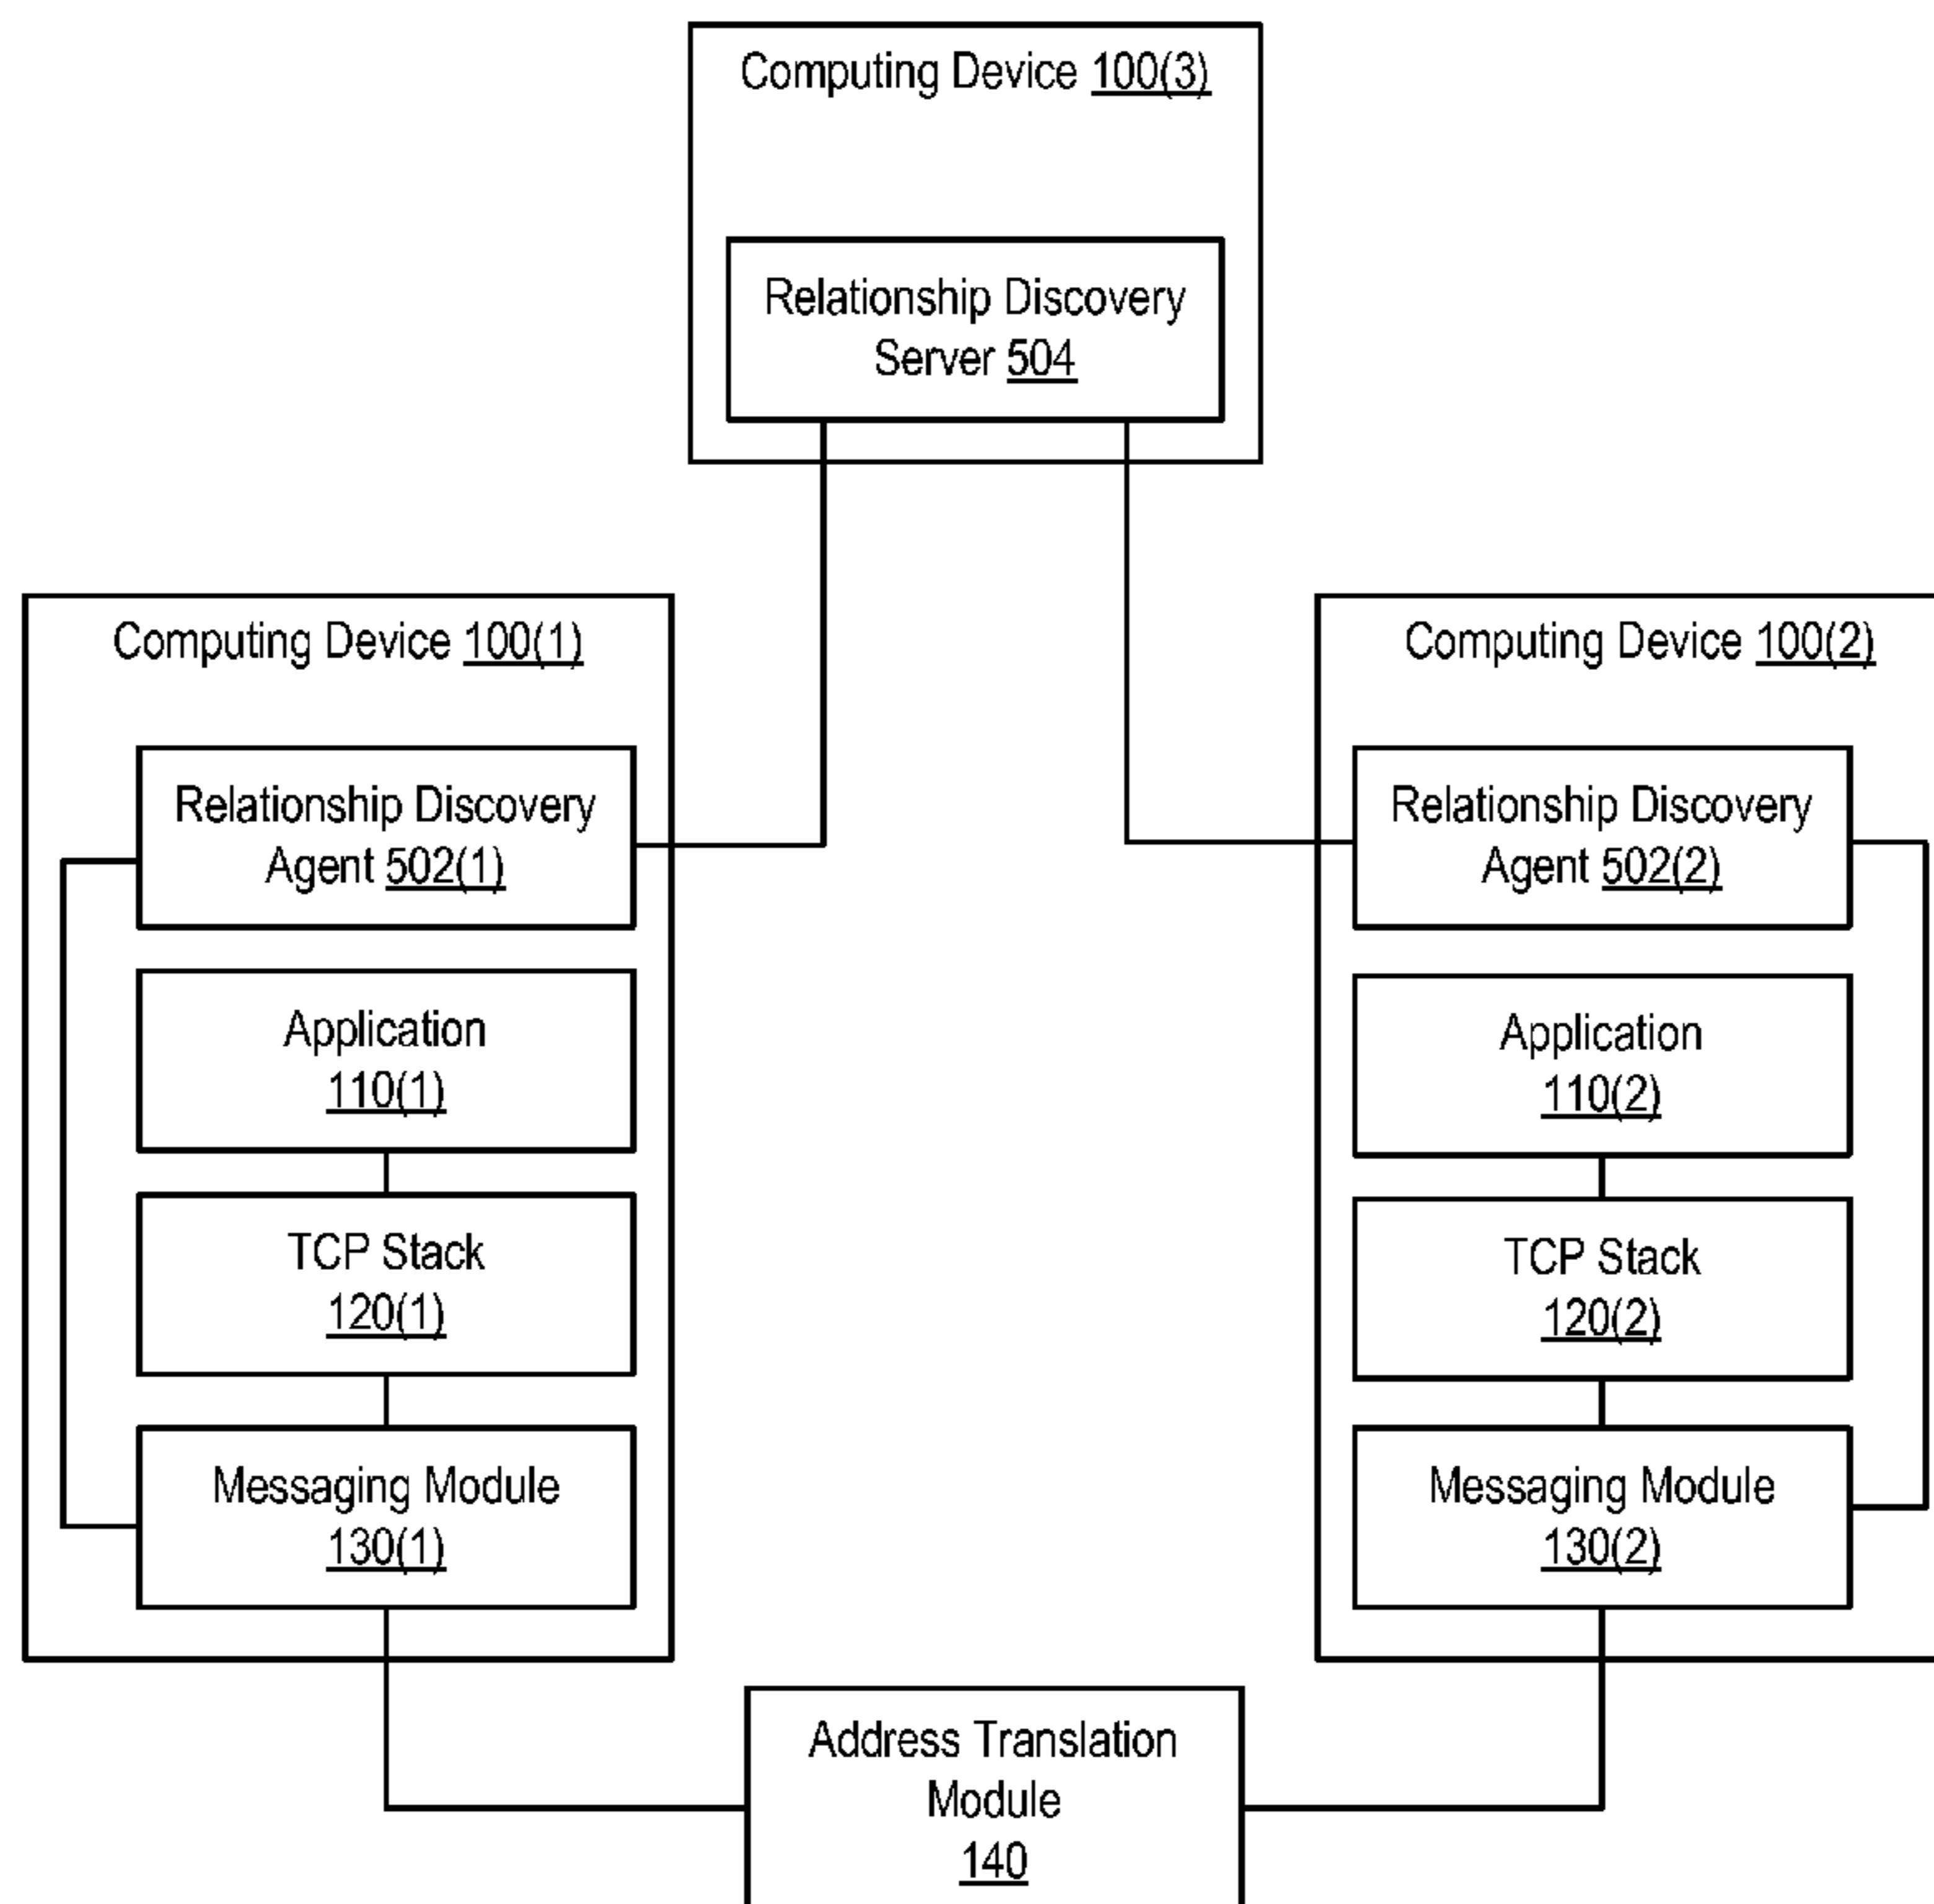 Computing Device 100(3)
Relationship Discovery
Server 504
Computing Device 100(1)
Relationship Discovery
Agent 502(1)
Application
110(1)
TCP Stack
120(1)
Messaging Module
130(1)
Computing Device 100(2)
Relationship Discovery
Agent 502(2)
Application
110(2)
TCP Stack
120(2)
Messaging Module
130(2)
Address Translation
Module
140